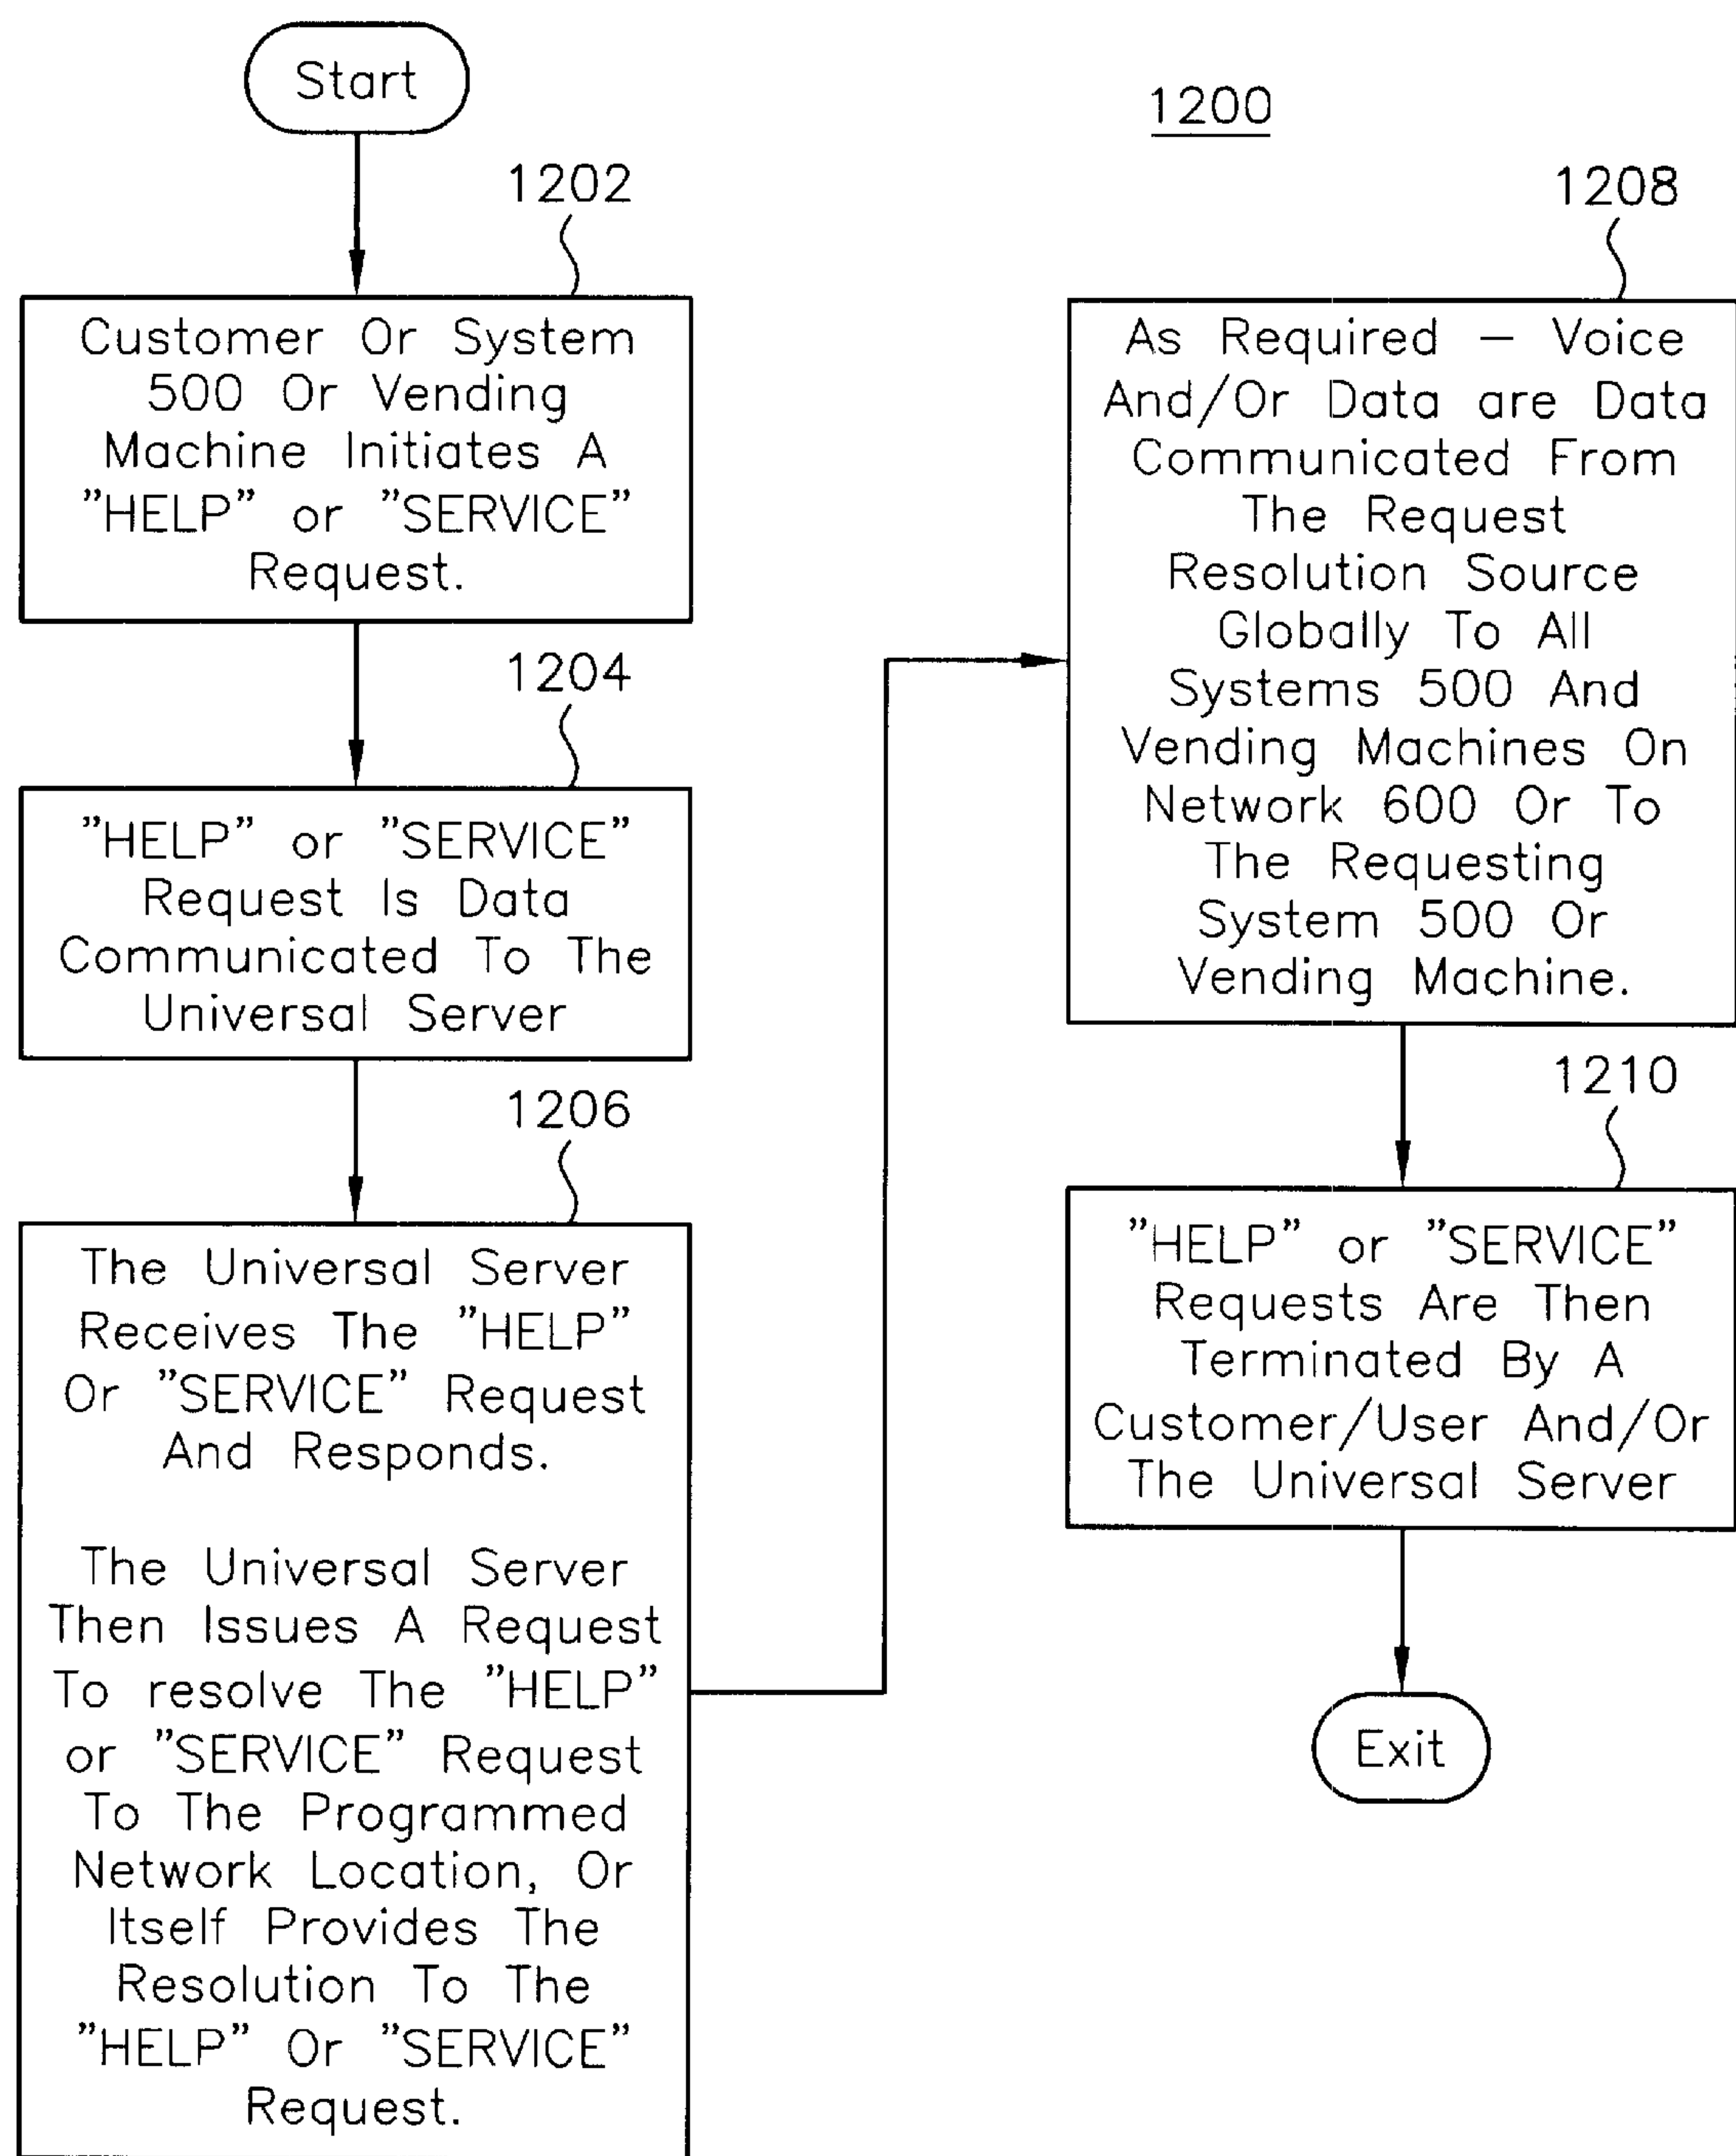 Start
1200
1202
Customer Or System
500 Or Vending
Machine Initiates A
"HELP" or "SERVICE"
Request.
1204
"HELP" or "SERVICE"
Request Is Data
Communicated To The
Universal Server
1206
The Universal Server
Receives The "HELP"
Or "SERVICE" Request
And Responds.
The Universal Server
Then Issues A Request
To resolve The "HELP"
or "SERVICE" Request
To The Programmed
Network Location, Or
Itself Provides The
Resolution To The
"HELP" Or "SERVICE"
Request.
1208
As Required – Voice
And/Or Data are Data
Communicated From
The Request
Resolution Source
Globally To All
Systems 500 And
Vending Machines On
Network 600 Or To
The Requesting
System 500 Or
Vending Machine.
1210
"HELP" or "SERVICE"
Requests Are Then
Terminated By A
Customer/User And/Or
The Universal Server
Exit